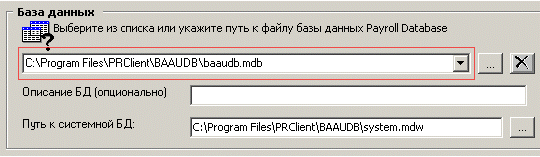 База данных
Выберите из списка или укажите путь к файлу базы данных Payroll Database
C:\Program Files\PRClient\BAAUDB\baaudb.mdb
...
Описание БД (опционально)
Путь к системной БД:
C:\Program Files\PRClient\BAAUDB\system.mdw
...